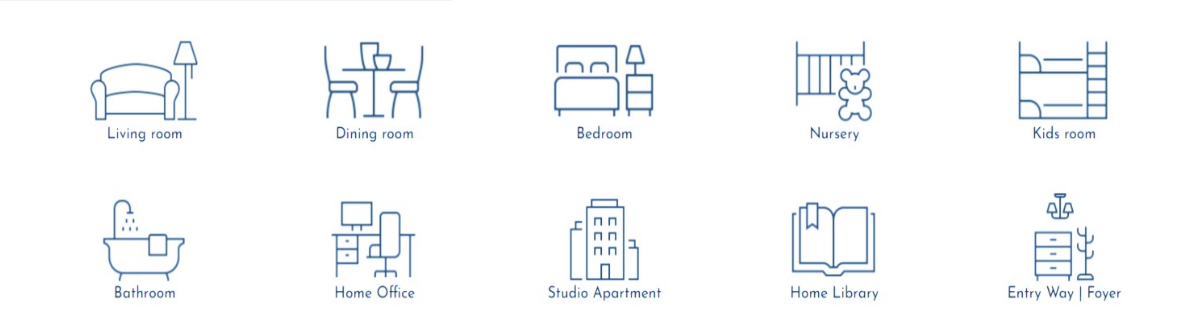 Living room
Dining room
Bedroom
Nursery
Kids room
Bathroom
Home Office
Studio Apartment
Home Library
Entry Way | Foyer